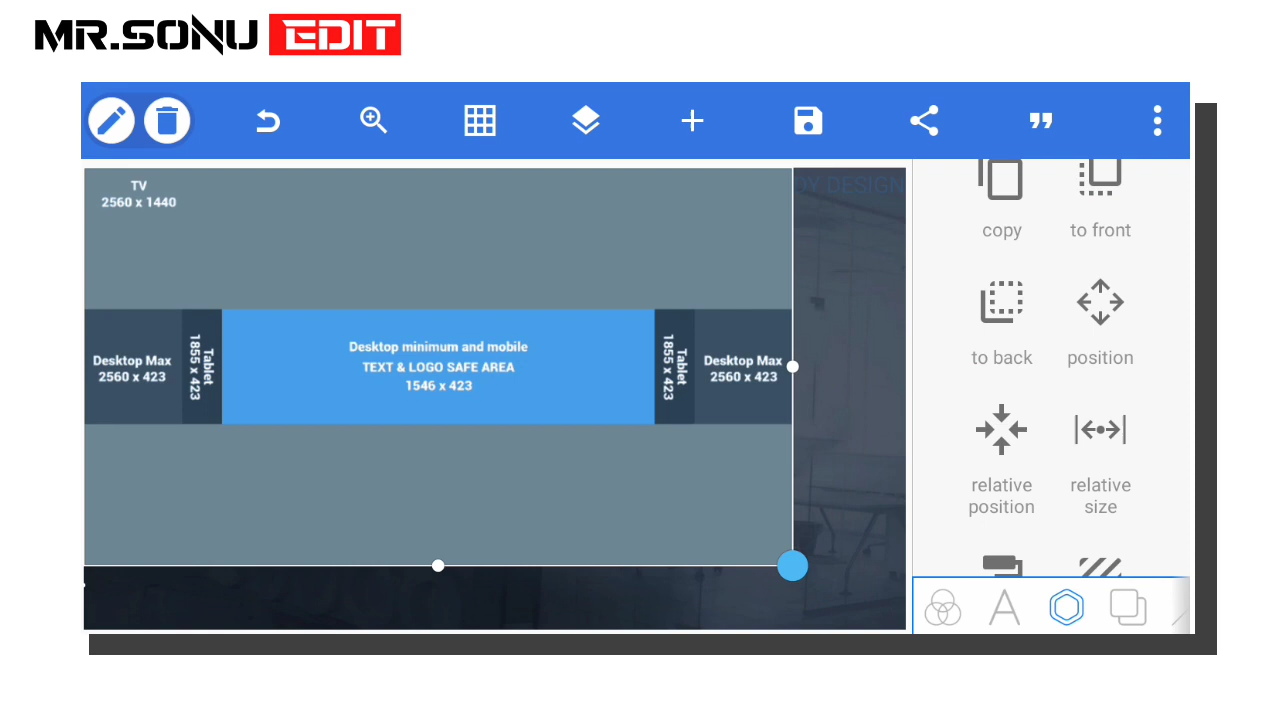 MR.SONU EDIT
TV
2560 x 1440
DESIGN
Desktop Max
2560 x 423
Tablet
1855 x 423
Desktop minimum and mobile
TEXT & LOGO SAFE AREA
1546 x 423
Tablet
1855 x 423
Desktop Max
2560 x 423
copy
to front
to back
position
relative
position
relative
size